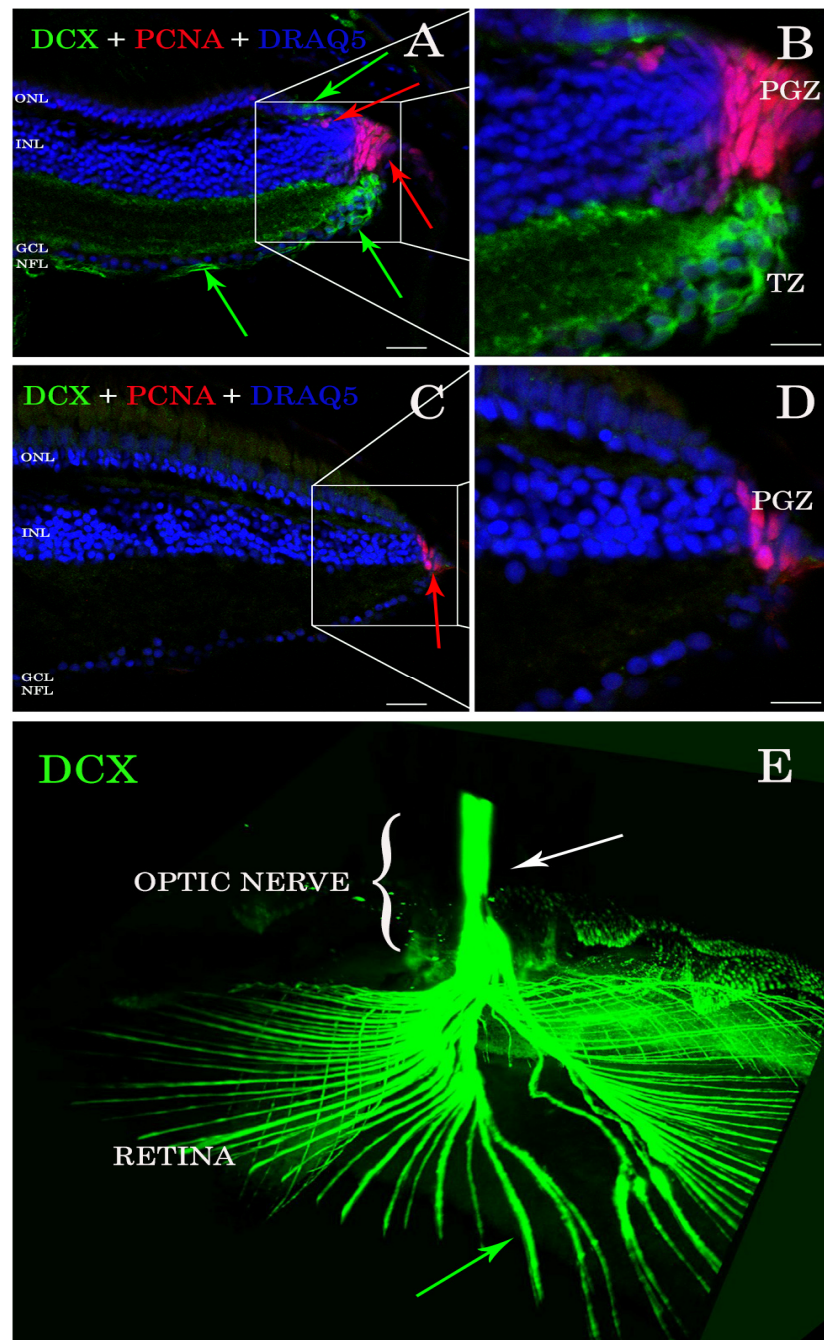 DCX + PCNA + DRAQ5
A
ONL
INL
GCL
NFL
B
PGZ
TZ
DCX + PCNA + DRAQ5
C
ONL
INL
GCL
NFL
D
PGZ
DCX
E
OPTIC NERVE
RETINA